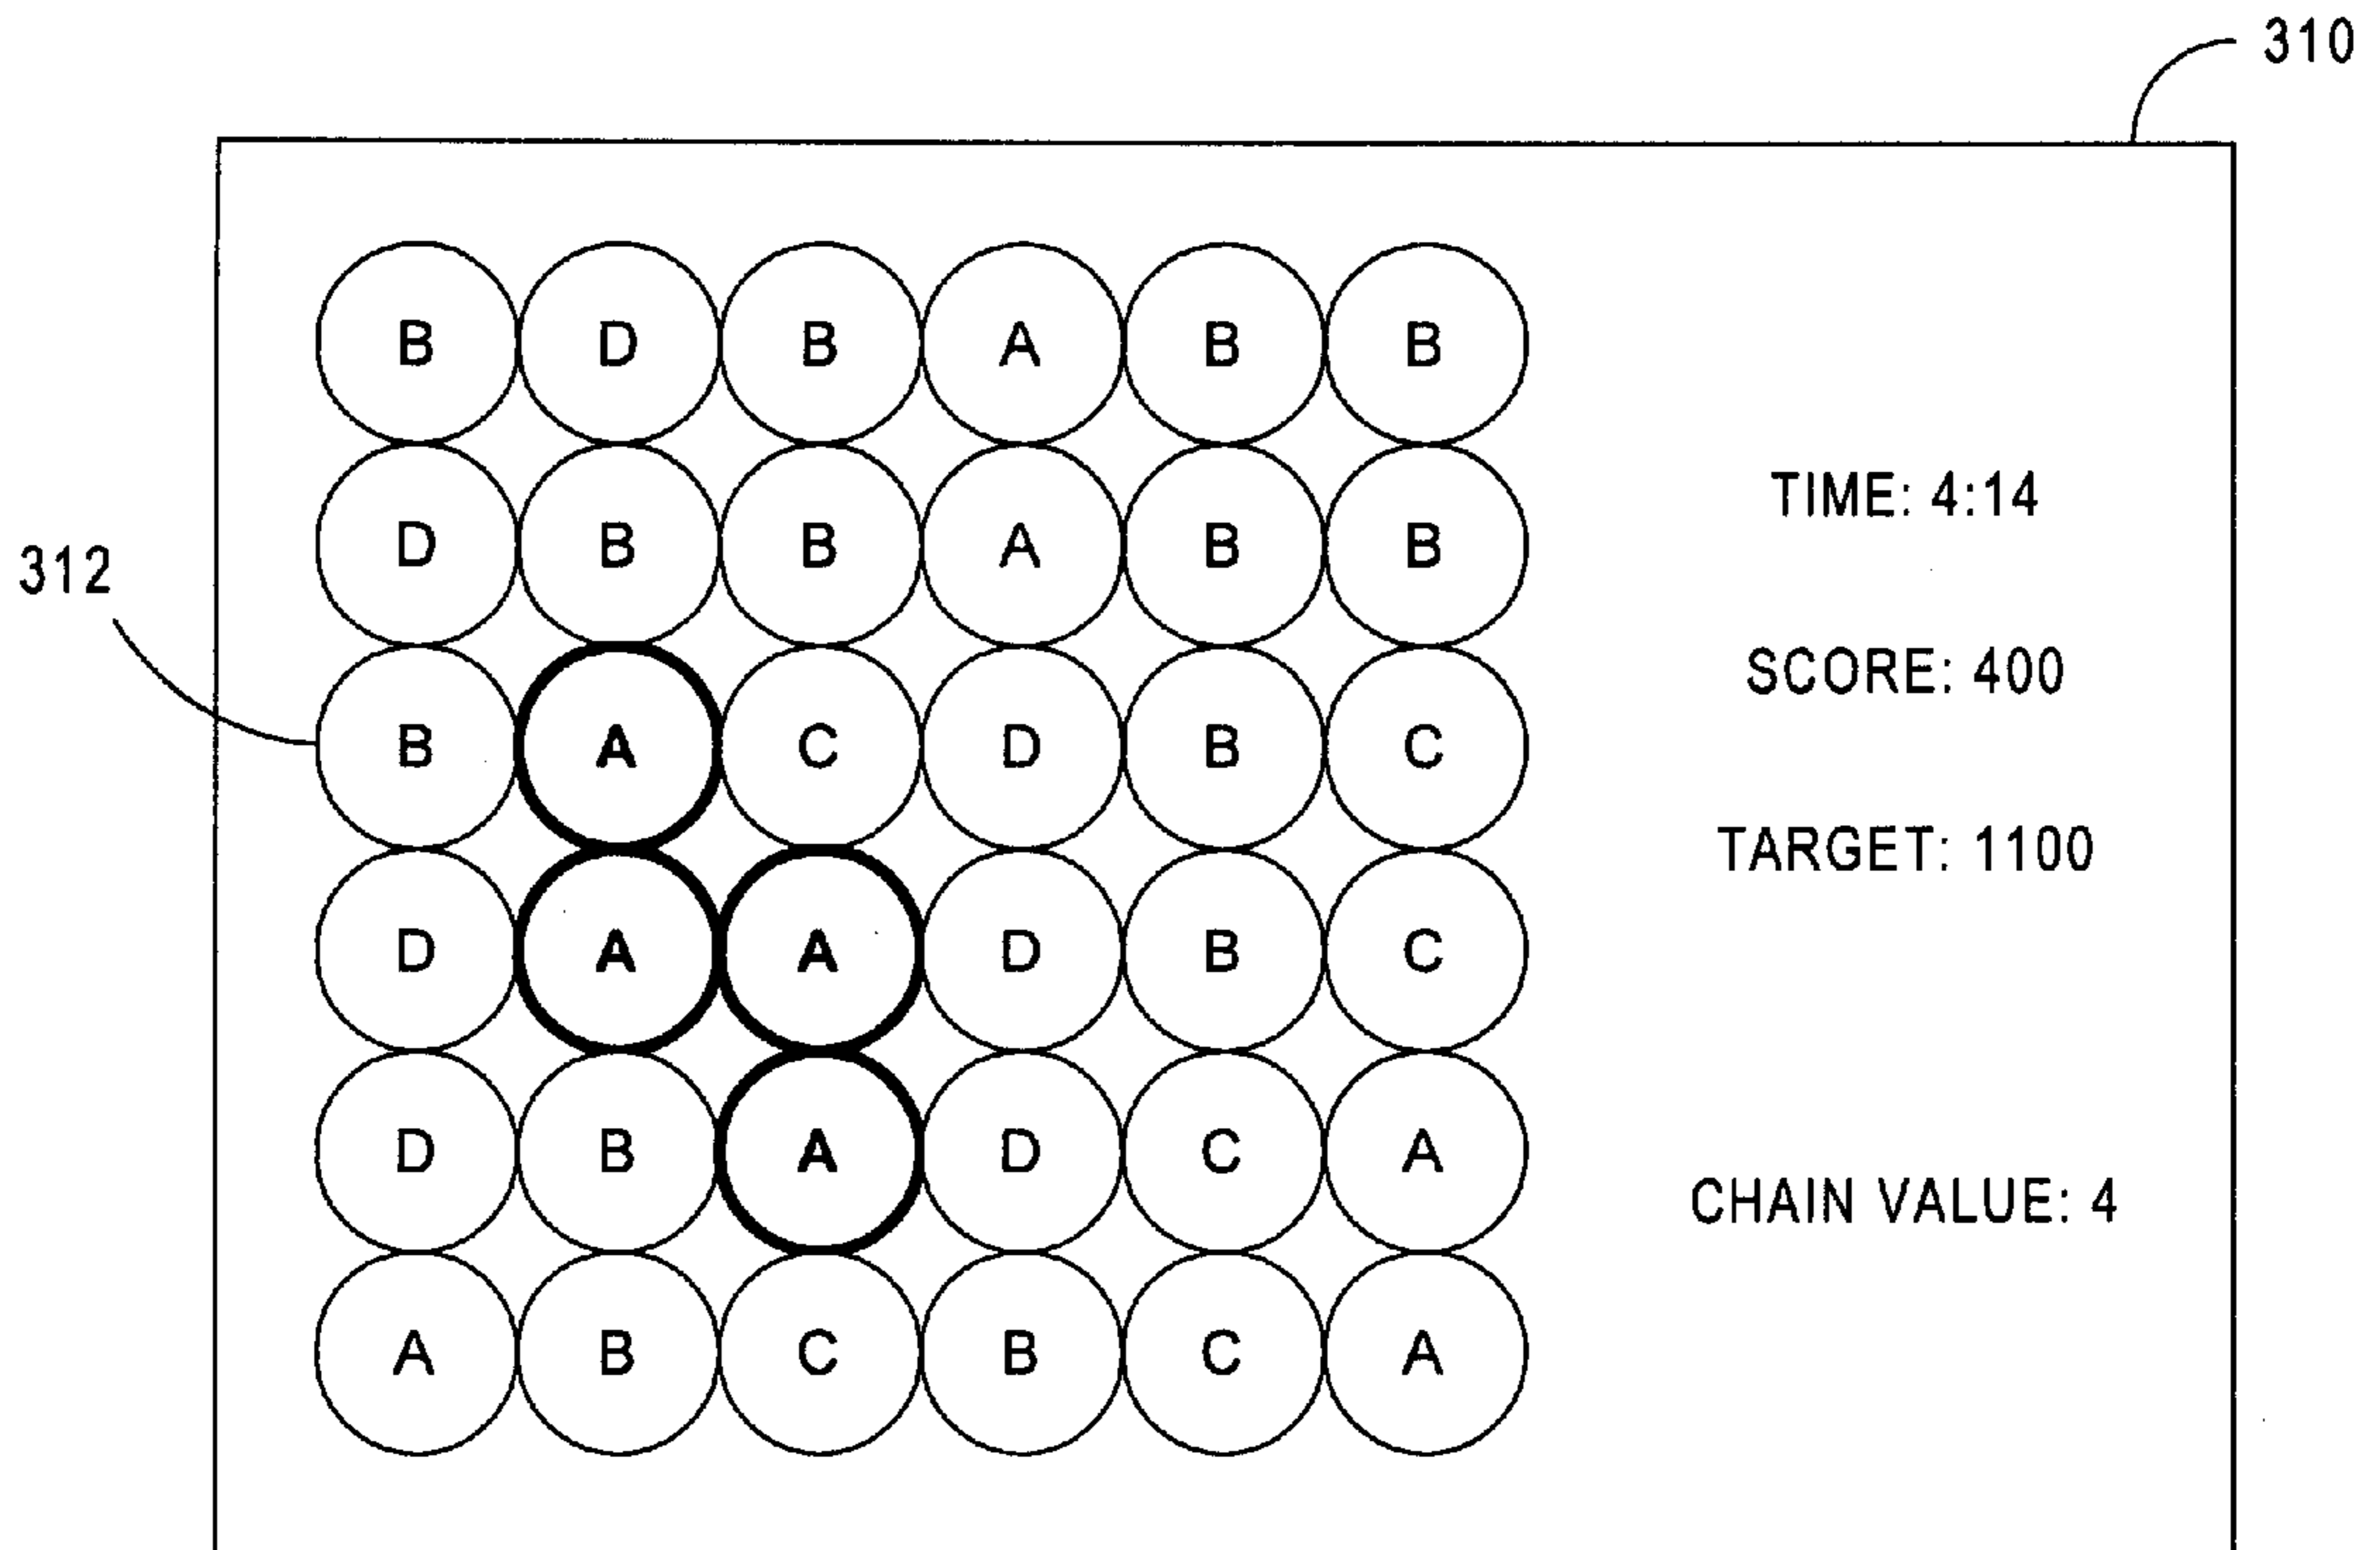 310
B D B A B B
D B B A B B
TIME: 4:14
312
SCORE: 400
B A C D B C
TARGET: 1100
D A A D B C
D B A D C A
CHAIN VALUE: 4
A B C B C A